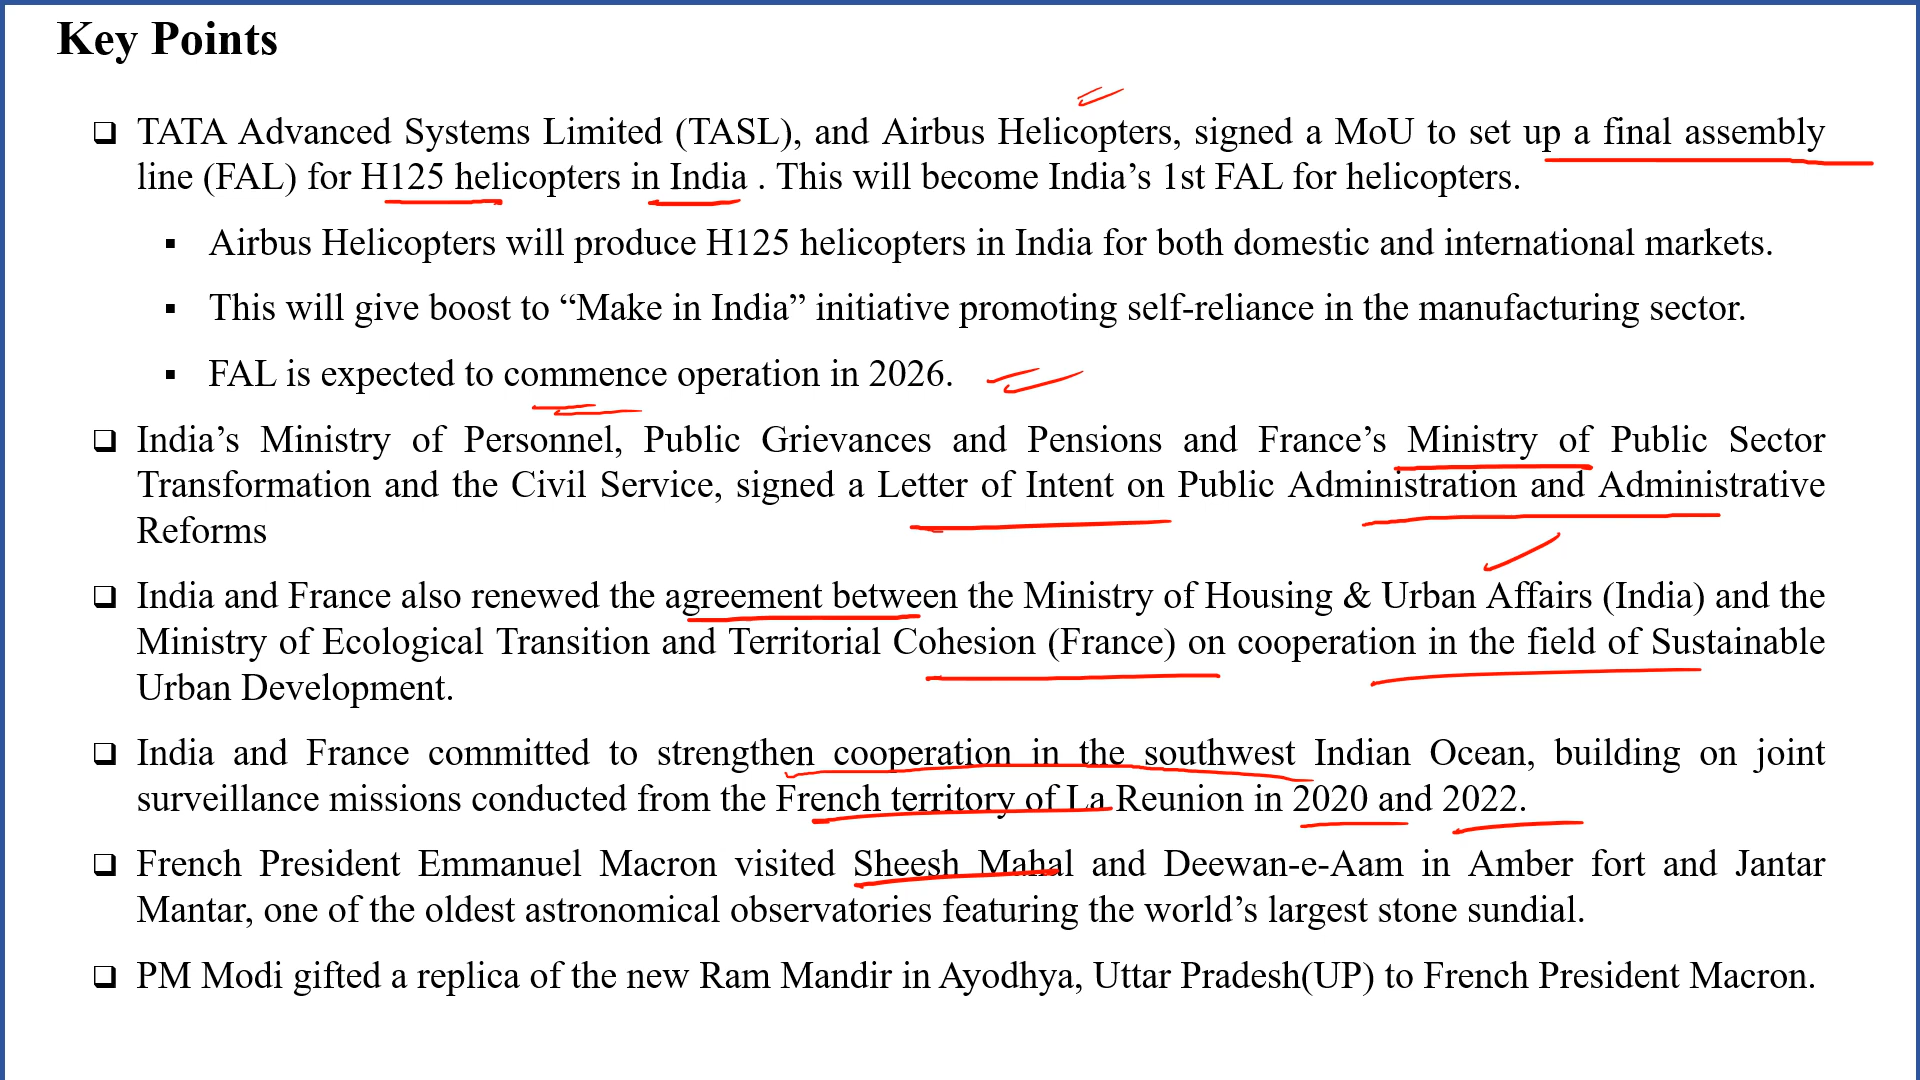 Key Points
❑ TATA Advanced Systems Limited (TASL), and Airbus Helicopters, signed a MoU to set up a final assembly
line (FAL) for H125 helicopters in India . This will become India’s 1st FAL for helicopters.
▪ Airbus Helicopters will produce H125 helicopters in India for both domestic and international markets.
▪ This will give boost to “Make in India” initiative promoting self-reliance in the manufacturing sector.
▪ FAL is expected to commence operation in 2026.
❑ India’s Ministry of Personnel, Public Grievances and Pensions and France’s Ministry of Public Sector
Transformation and the Civil Service, signed a Letter of Intent on Public Administration and Administrative
Reforms
❑ India and France also renewed the agreement between the Ministry of Housing & Urban Affairs (India) and the
Ministry of Ecological Transition and Territorial Cohesion (France) on cooperation in the field of Sustainable
Urban Development.
❑ India and France committed to strengthen cooperation in the southwest Indian Ocean, building on joint
surveillance missions conducted from the French territory of La Reunion in 2020 and 2022.
❑ French President Emmanuel Macron visited Sheesh Mahal and Deewan-e-Aam in Amber fort and Jantar
Mantar, one of the oldest astronomical observatories featuring the world’s largest stone sundial.
❑ PM Modi gifted a replica of the new Ram Mandir in Ayodhya, Uttar Pradesh(UP) to French President Macron.